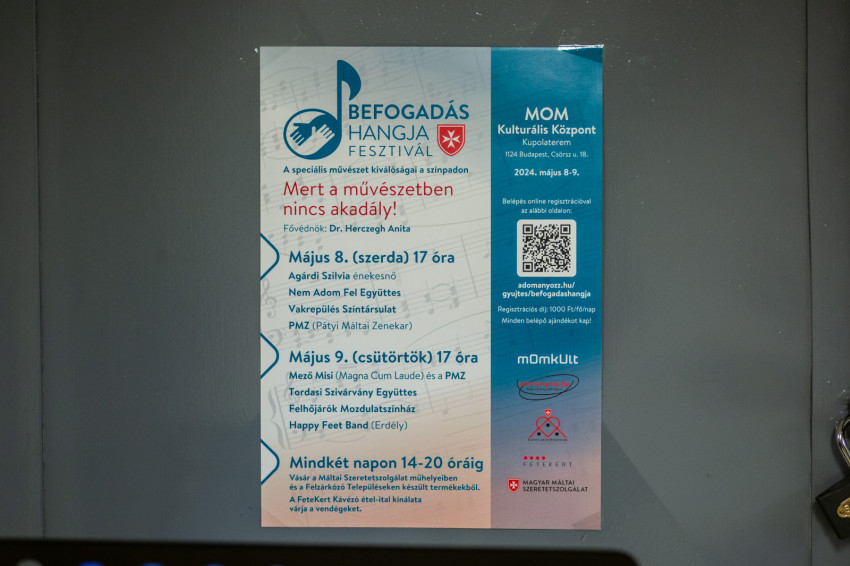 BEFOGADÁS
HANGJA
FESZTIVÁL
A speciális művészet kiválóságai a színpadon
Mert a művészetben
nincs akadály!
Fővédnök: Dr. Herczegh Anita
Május 8. (szerda) 17 óra
Agárdi Szilvia énekesnő
Nem Adom Fel Együttes
Vakrepülés Színtársulat
PMZ (Pátyi Máltai Zenekar)
Május 9. (csütörtök) 17 óra
Mező Misi (Magna Cum Laude) és a PMZ
Tordasi Szivárvány Együttes
Felhőjárók Mozdulatszínház
Happy Feet Band (Erdély)
Mindkét napon 14-20 óráig
Vásár a Máltai Szeretetszolgálat műhelyeiben
és a Felzárkózó Településeken készült termékekből.
A FeteKert Kávézó étel-ital kínálata
várja a vendégeket.
MOM
Kulturális Központ
Kupolaterem
1124 Budapest, Csörsz u. 18.
2024. május 8-9.
Belépés online regisztrációval
az alábbi oldalon:
adomanyozz.hu/
gyujtes/befogadashangja
Regisztrációs díj: 1000 Ft/fő/nap
Minden belépő ajándékot kap!
mOmkUlt
FETEKERT
MAGYAR MÁLTAI
SZERETETSZOLGÁLAT